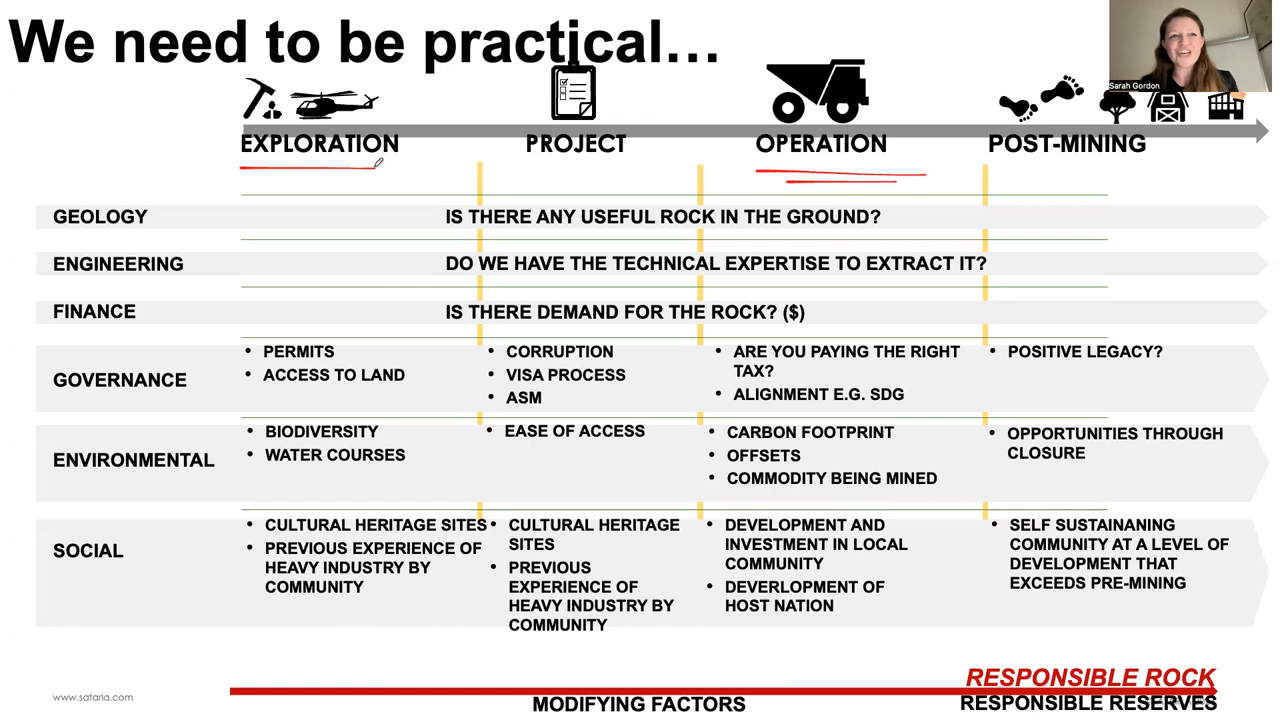 We need to be practical…
Sarah Gordon
EXPLORATION
PROJECT
OPERATION
POST-MINING
GEOLOGY
IS THERE ANY USEFUL ROCK IN THE GROUND?
ENGINEERING
DO WE HAVE THE TECHNICAL EXPERTISE TO EXTRACT IT?
FINANCE
IS THERE DEMAND FOR THE ROCK? ($)
GOVERNANCE
• PERMITS
• ACCESS TO LAND
• CORRUPTION
• VISA PROCESS
• ASM
• ARE YOU PAYING THE RIGHT
TAX?
• ALIGNMENT E.G. SDG
• POSITIVE LEGACY?
ENVIRONMENTAL
• BIODIVERSITY
• WATER COURSES
• EASE OF ACCESS
• CARBON FOOTPRINT
• OFFSETS
• COMMODITY BEING MINED
• OPPORTUNITIES THROUGH
CLOSURE
SOCIAL
• CULTURAL HERITAGE SITES
• PREVIOUS EXPERIENCE OF
HEAVY INDUSTRY BY
COMMUNITY
• CULTURAL HERITAGE
SITES
• PREVIOUS
EXPERIENCE OF
HEAVY INDUSTRY BY
COMMUNITY
• DEVELOPMENT AND
INVESTMENT IN LOCAL
COMMUNITY
• DEVERLOPMENT OF
HOST NATION
• SELF SUSTAINANING
COMMUNITY AT A LEVEL OF
DEVELOPMENT THAT
EXCEEDS PRE-MINING
RESPONSIBLE ROCK
www.satarla.com
MODIFYING FACTORS
RESPONSIBLE RESERVES